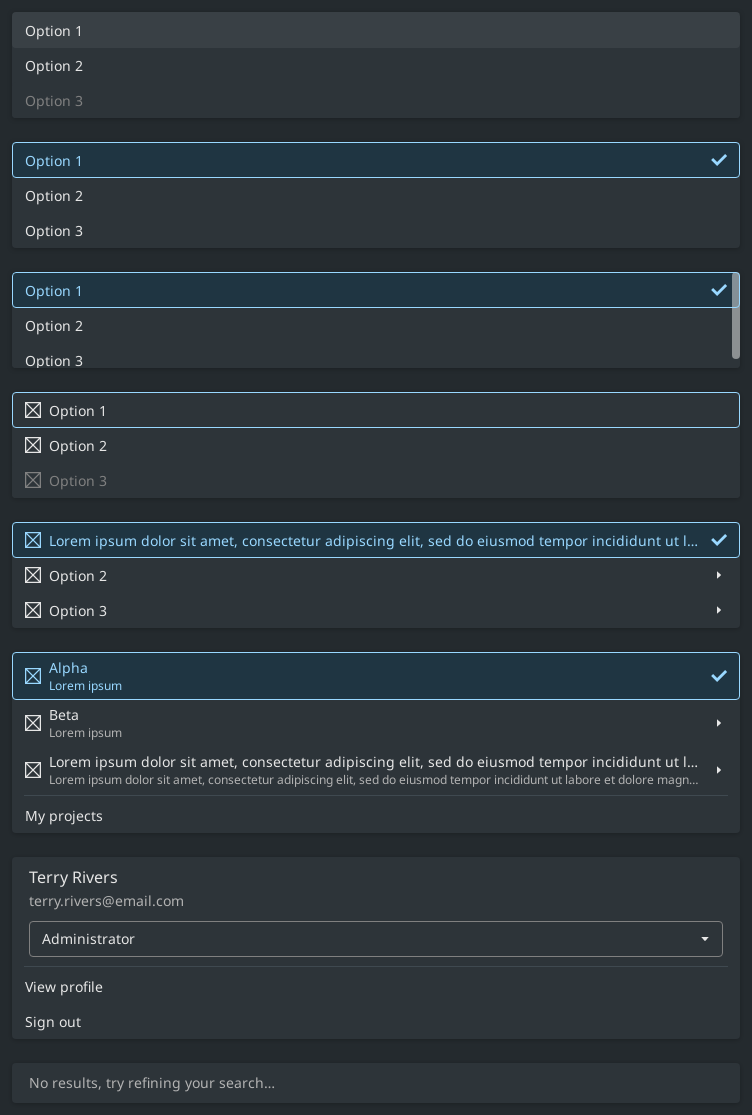 Option 1
Option 2
Option 3
Option 1
Option 2
Option 3
Option 1
Option 2
Option 3
Option 1
Option 2
Option 3
Lorem ipsum dolor sit amet, consectetur adipiscing elit, sed do eiusmod tempor incididunt ut l...
Option 2
Option 3
Alpha
Lorem ipsum
Beta
Lorem ipsum
Lorem ipsum dolor sit amet, consectetur adipiscing elit, sed do eiusmod tempor incididunt ut l...
Lorem ipsum dolor sit amet, consectetur adipiscing elit, sed do eiusmod tempor incididunt ut labore et dolore magn...
My projects
Terry Rivers
terry.rivers@email.com
Administrator
View profile
Sign out
No results, try refining your search...